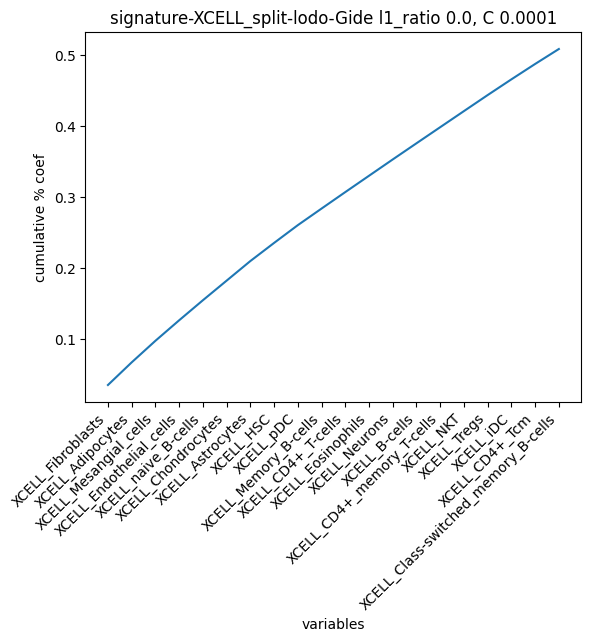 signature-XCELL_split-lodo-Gide l1_ratio 0.0, C 0.0001
cumulative % coef
0.5
0.4
0.3
0.2
0.1
XCELL_Fibroblasts
XCELL_Adipocytes
XCELL_Mesangial_cells
XCELL_Endothelial_cells
XCELL_naive_B-cells
XCELL_Chondrocytes
XCELL_Astrocytes
XCELL_HSC
XCELL_pDC
XCELL_Memory_B-cells
XCELL_CD4+_T-cells
XCELL_Eosinophils
XCELL_Neurons
XCELL_B-cells
XCELL_CD4+_memory_T-cells
XCELL_NKT
XCELL_Tregs
XCELL_iDC
XCELL_CD4+_Tcm
XCELL_Class-switched_memory_B-cells
variables